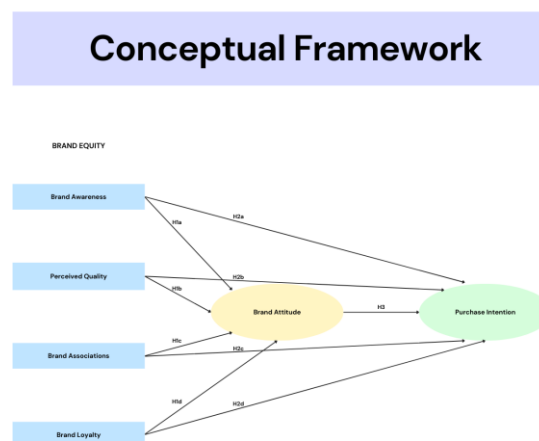 Conceptual Framework
BRAND EQUITY
Brand Awareness
H1a
H2a
Perceived Quality
H2b
H1b
Brand Attitude
H3
Purchase Intention
H1c
H2c
Brand Associations
H1d
H2d
Brand Loyalty